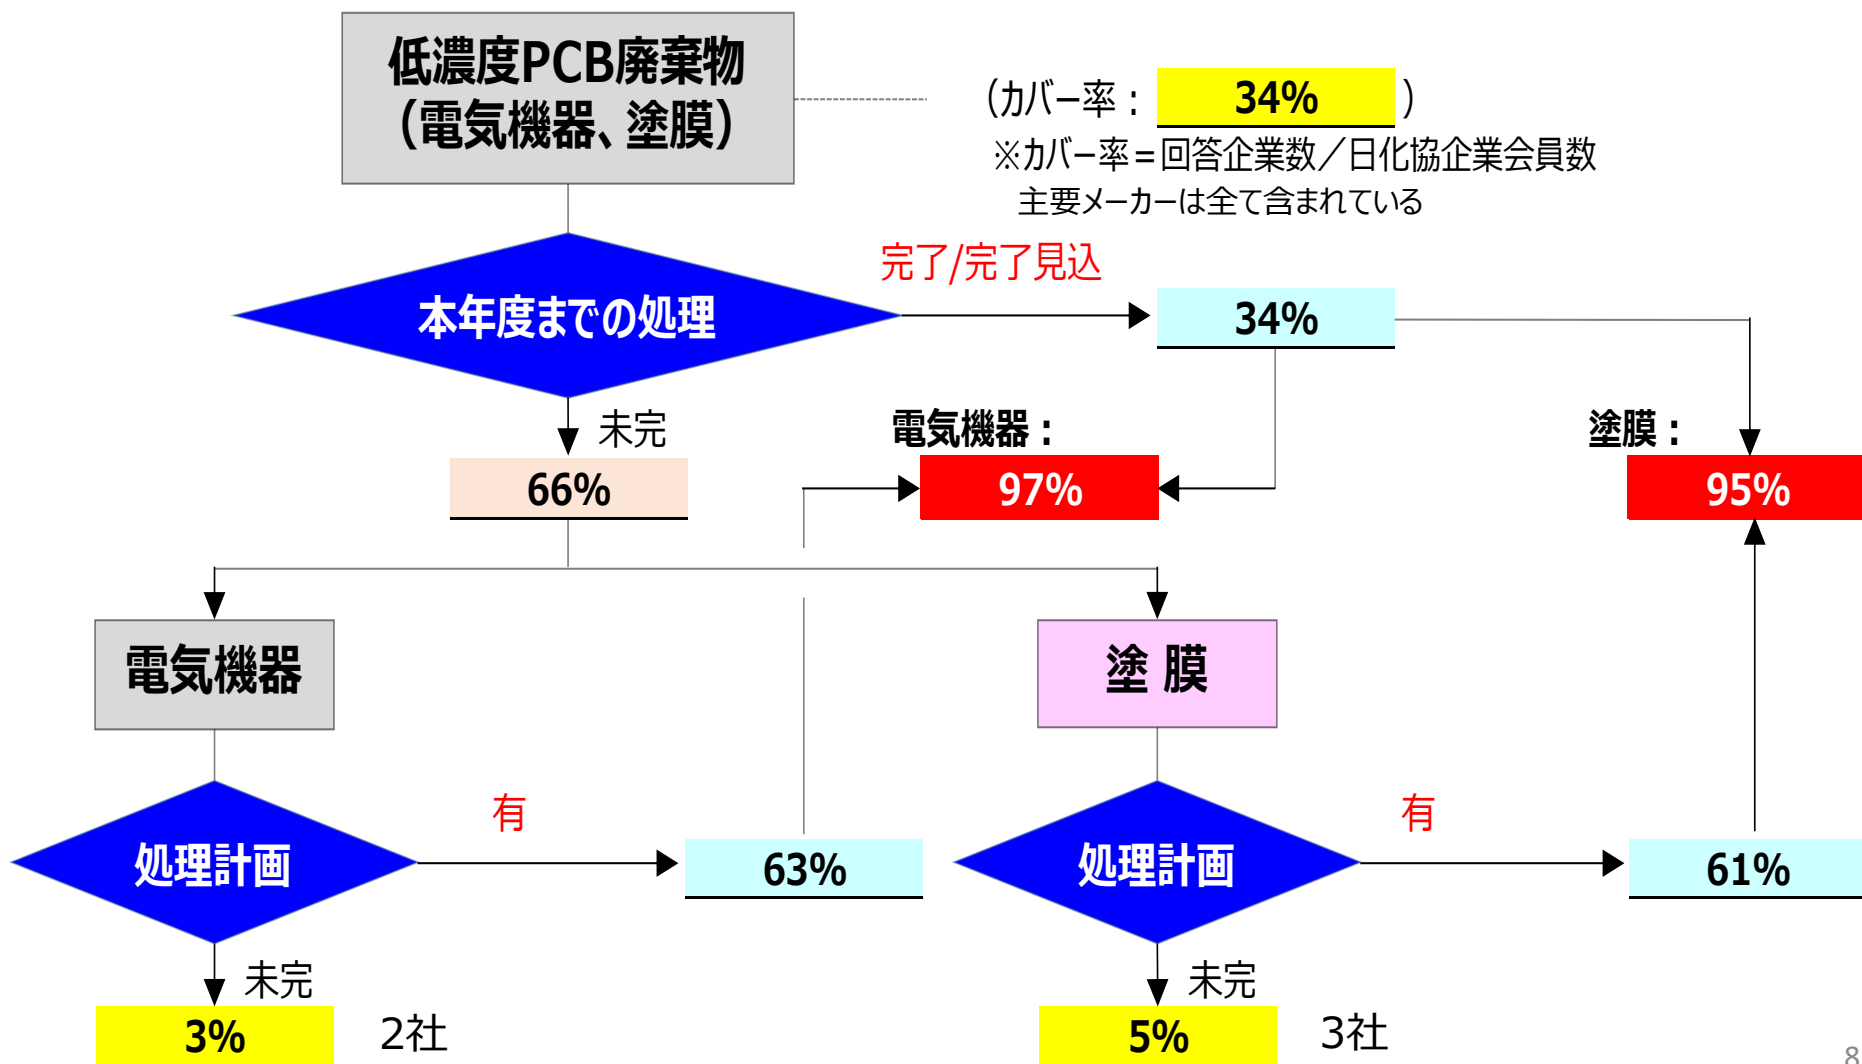 低濃度PCB廃棄物
（電気機器、塗膜）
（カバー率： 34% ）
※カバー率＝回答企業数／日化協企業会員数
主要メーカーは全て含まれている
本年度までの処理
完了/完了見込
34%
未完
66%
電気機器：
97%
塗膜：
95%
電気機器
塗 膜
処理計画
有
63%
処理計画
有
61%
未完
3%
2社
未完
5%
3社
8